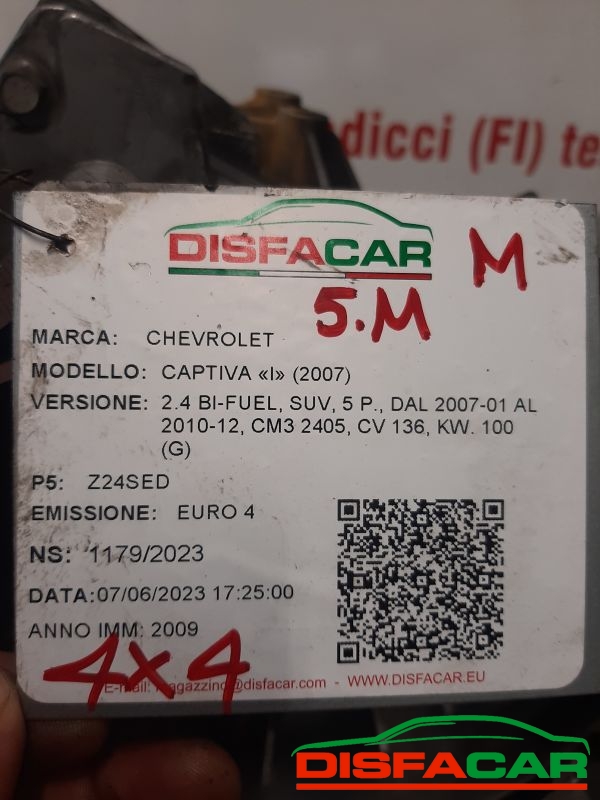 dicci (FI) te
DISFACAR
M
5.M
MARCA: CHEVROLET
MODELLO: CAPTIVA «I» (2007)
VERSIONE: 2.4 BI-FUEL, SUV, 5 P., DAL 2007-01 AL
2010-12, CM3 2405, CV 136, KW. 100
(G)
P5: Z24SED
EMISSIONE: EURO 4
NS: 1179/2023
DATA:07/06/2023 17:25:00
ANNO IMM: 2009
4x4
E-mail: magazzino@disfacar.com - WWW.DISFACAR.EU
DISFACAR